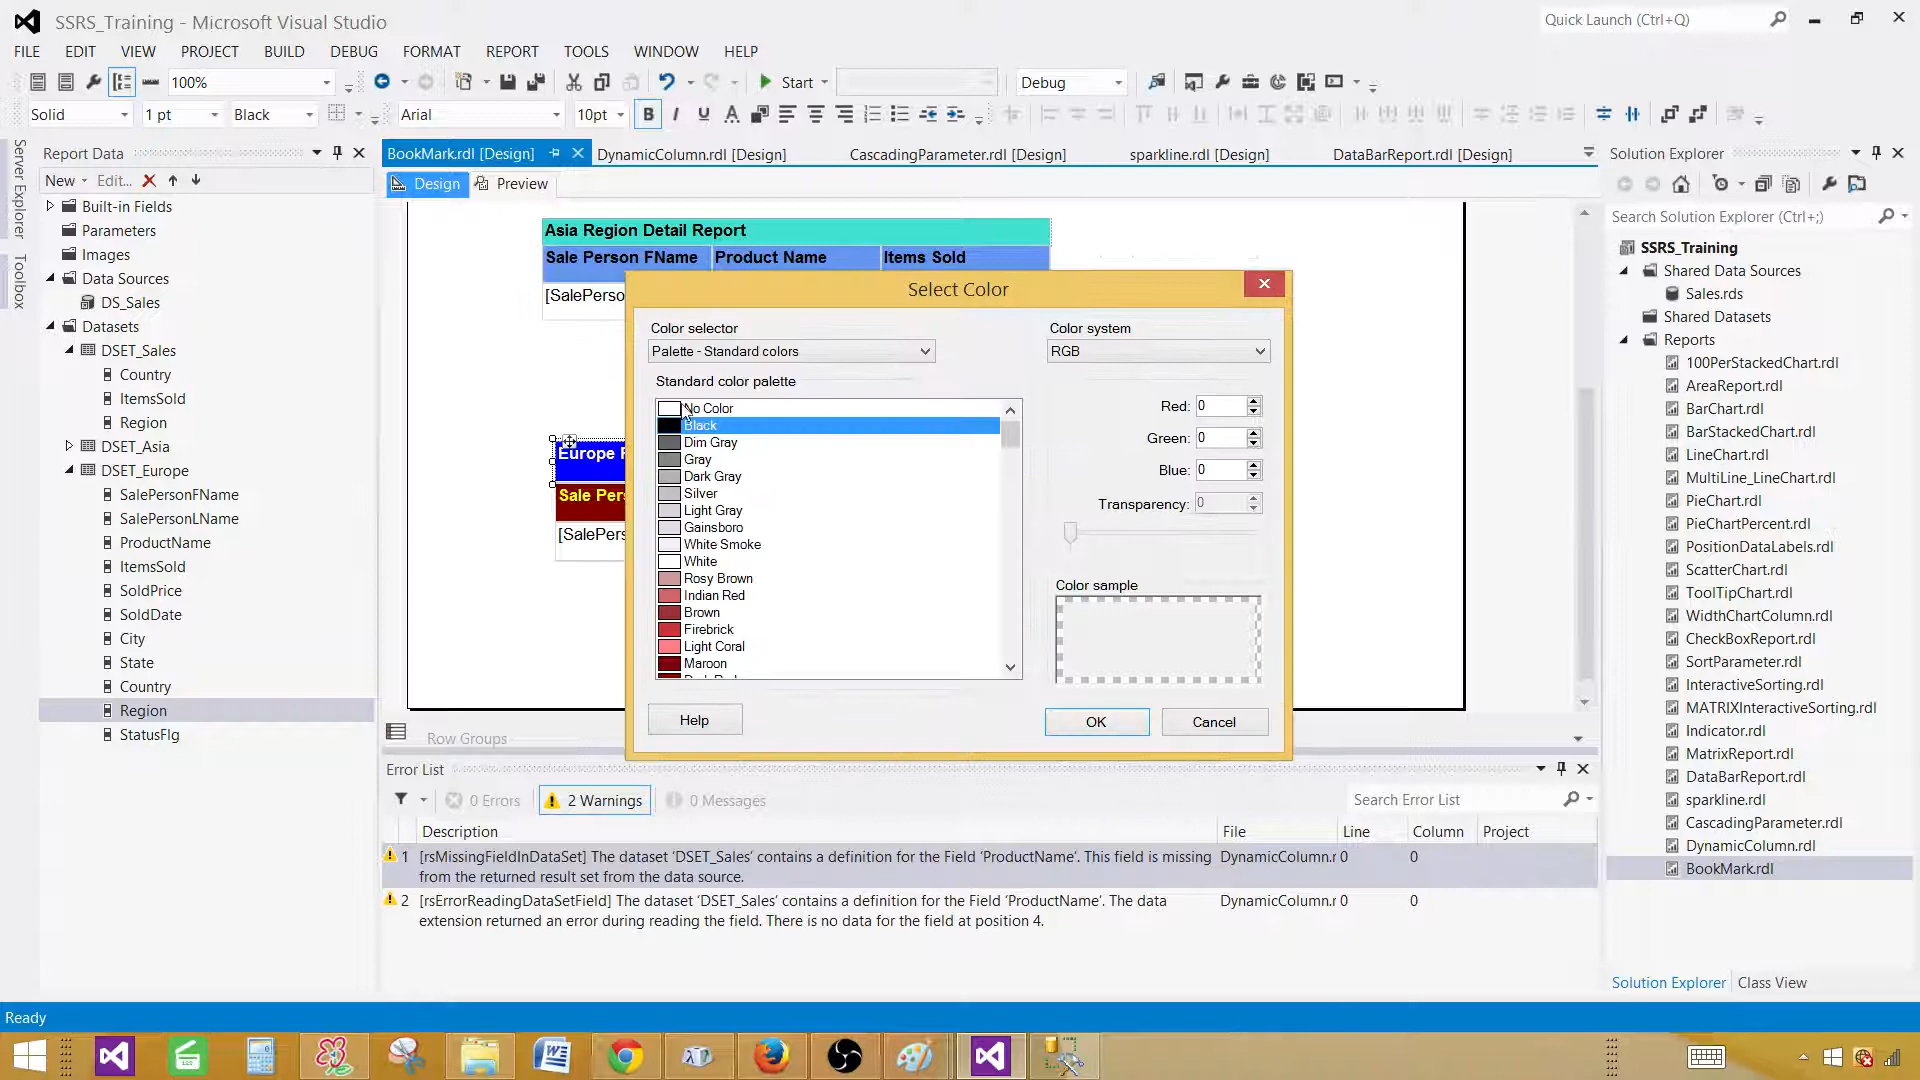 SSRS_Training - Microsoft Visual Studio
Quick Launch (Ctrl+Q)
FILE EDIT VIEW PROJECT BUILD DEBUG FORMAT REPORT TOOLS WINDOW HELP
100% Start Debug
Solid 1 pt Black Arial 10pt B I U A
Server Explorer
Toolbox
Report Data
New Edit...
Built-in Fields
Parameters
Images
Data Sources
DS_Sales
Datasets
DSET_Sales
Country
ItemsSold
Region
DSET_Asia
DSET_Europe
SalePersonFName
SalePersonLName
ProductName
ItemsSold
SoldPrice
SoldDate
City
State
Country
Region
StatusFlg
BookMark.rdl [Design] DynamicColumn.rdl [Design] CascadingParameter.rdl [Design] sparkline.rdl [Design] DataBarReport.rdl [Design]
Design Preview
Asia Region Detail Report
Sale Person FName Product Name Items Sold
[SalePerso
Europe
Sale Pers
[SalePers
Row Groups
Select Color
Color selector
Palette - Standard colors
Standard color palette
No Color
Black
Dim Gray
Gray
Dark Gray
Silver
Light Gray
Gainsboro
White Smoke
White
Rosy Brown
Indian Red
Brown
Firebrick
Light Coral
Maroon
Color system
RGB
Red: 0
Green: 0
Blue: 0
Transparency: 0
Color sample
Help OK Cancel
Error List
0 Errors 2 Warnings 0 Messages
Search Error List
Description File Line Column Project
1 [rsMissingFieldInDataSet] The dataset ‘DSET_Sales’ contains a definition for the Field ‘ProductName’. This field is missing DynamicColumn.r 0 0
from the returned result set from the data source.
2 [rsErrorReadingDataSetField] The dataset ‘DSET_Sales’ contains a definition for the Field ‘ProductName’. The data DynamicColumn.r 0 0
extension returned an error during reading the field. There is no data for the field at position 4.
Solution Explorer
Search Solution Explorer (Ctrl+;)
SSRS_Training
Shared Data Sources
Sales.rds
Shared Datasets
Reports
100PerStackedChart.rdl
AreaReport.rdl
BarChart.rdl
BarStackedChart.rdl
LineChart.rdl
MultiLine_LineChart.rdl
PieChart.rdl
PieChartPercent.rdl
PositionDataLabels.rdl
ScatterChart.rdl
ToolTipChart.rdl
WidthChartColumn.rdl
CheckBoxReport.rdl
SortParameter.rdl
InteractiveSorting.rdl
MATRIXInteractiveSorting.rdl
Indicator.rdl
MatrixReport.rdl
DataBarReport.rdl
sparkline.rdl
CascadingParameter.rdl
DynamicColumn.rdl
BookMark.rdl
Solution Explorer Class View
Ready